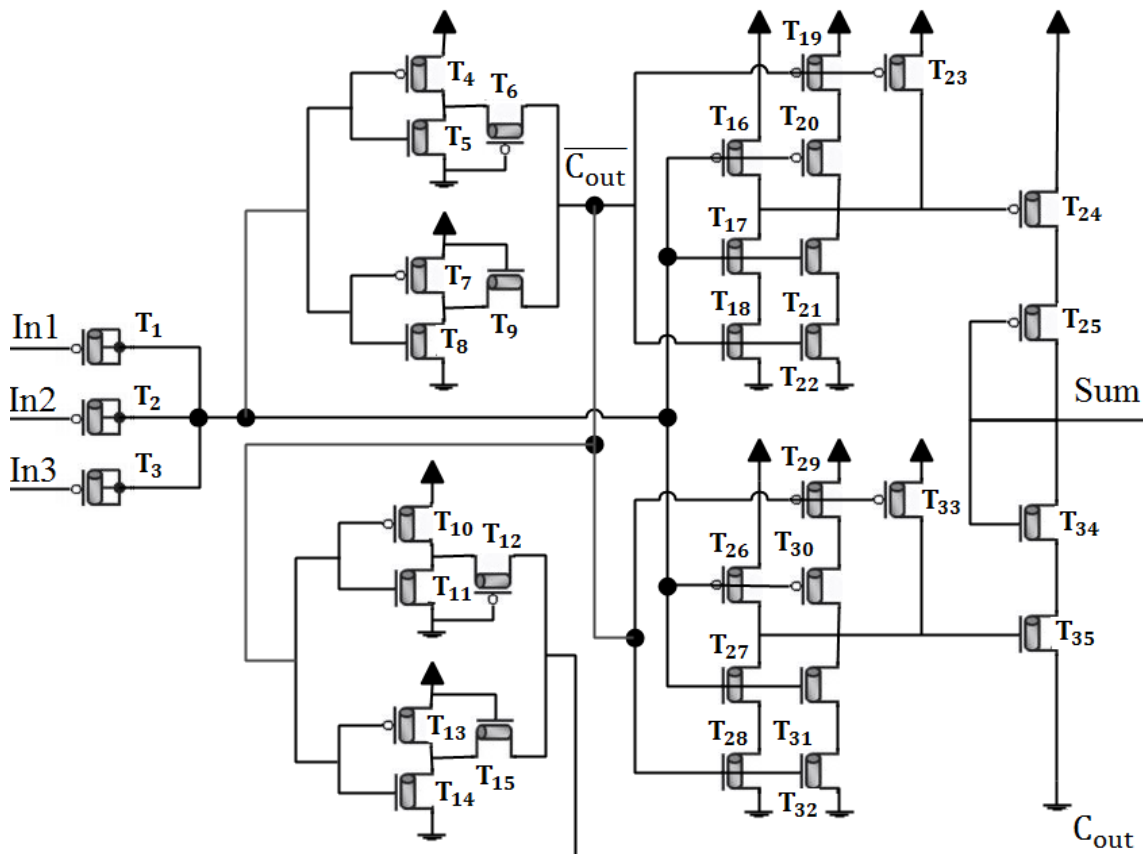 T₁₉
T₄
T₆
T₂₃
T₁₆
T₂₀
T₅
C̅o̅u̅t̅
T₂₄
T₁₇
T₇
T₉
T₁₈
T₂₁
T₂₅
In1
T₁
T₈
T₂₂
In2
T₂
Sum
In3
T₃
T₂₉
T₃₃
T₁₀
T₁₂
T₃₄
T₂₆
T₃₀
T₁₁
T₃₅
T₂₇
T₁₃
T₂₈
T₃₁
T₁₅
T₁₄
T₃₂
Cout